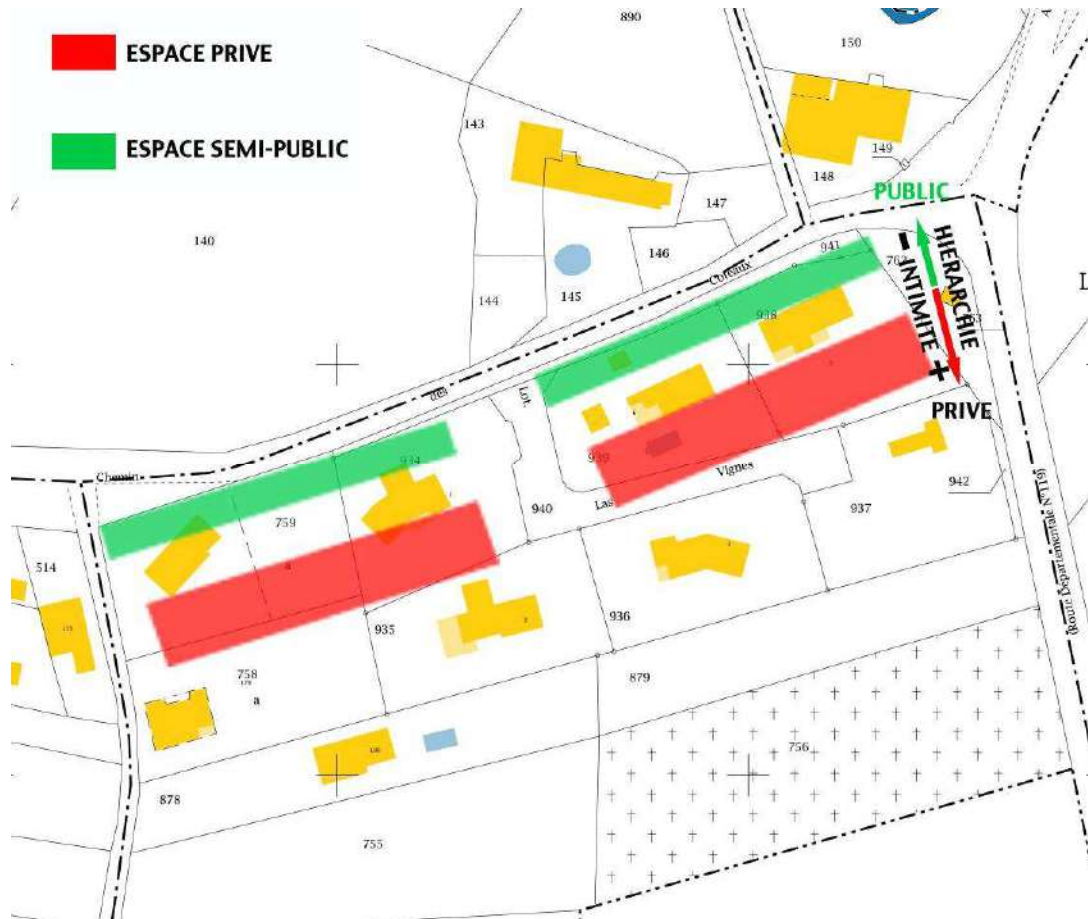 ESPACE PRIVE
ESPACE SEMI-PUBLIC
890
150
143
149
148
PUBLIC
147
140
146
941
HIERARCHIE
INTIMITE
- +
144
145
Coteaux
938
des
Lot.
PRIVE
934
939
Vignes
Chemin
Las
942
759
940
937
514
a
935
936
758
a
879
756
878
755
(Route Départementale N°119)